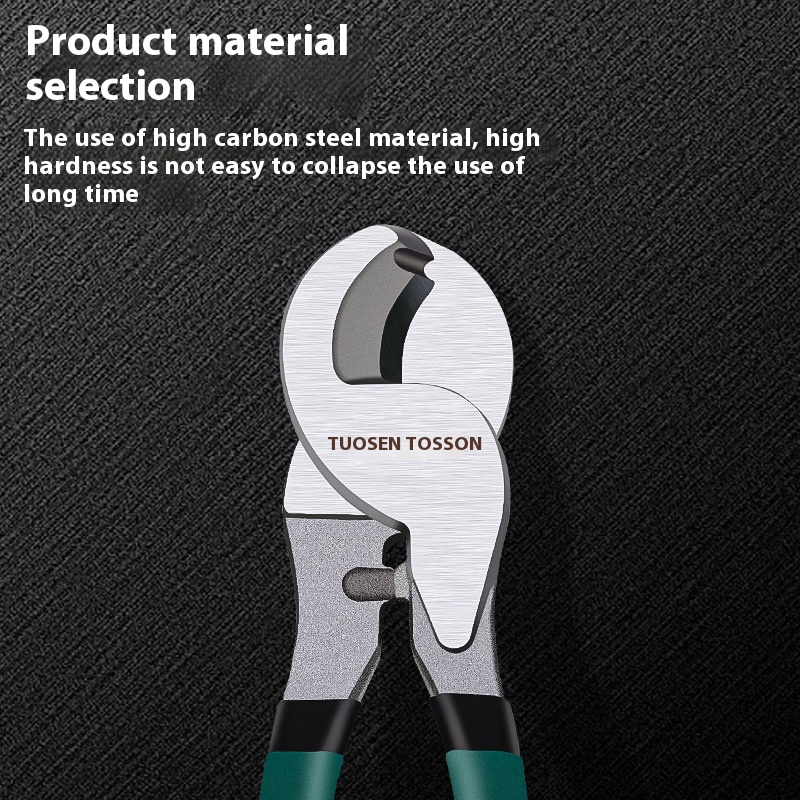 Product material
selection
The use of high carbon steel material, high
hardness is not easy to collapse the use of
long time
TUOSEN TOSSON